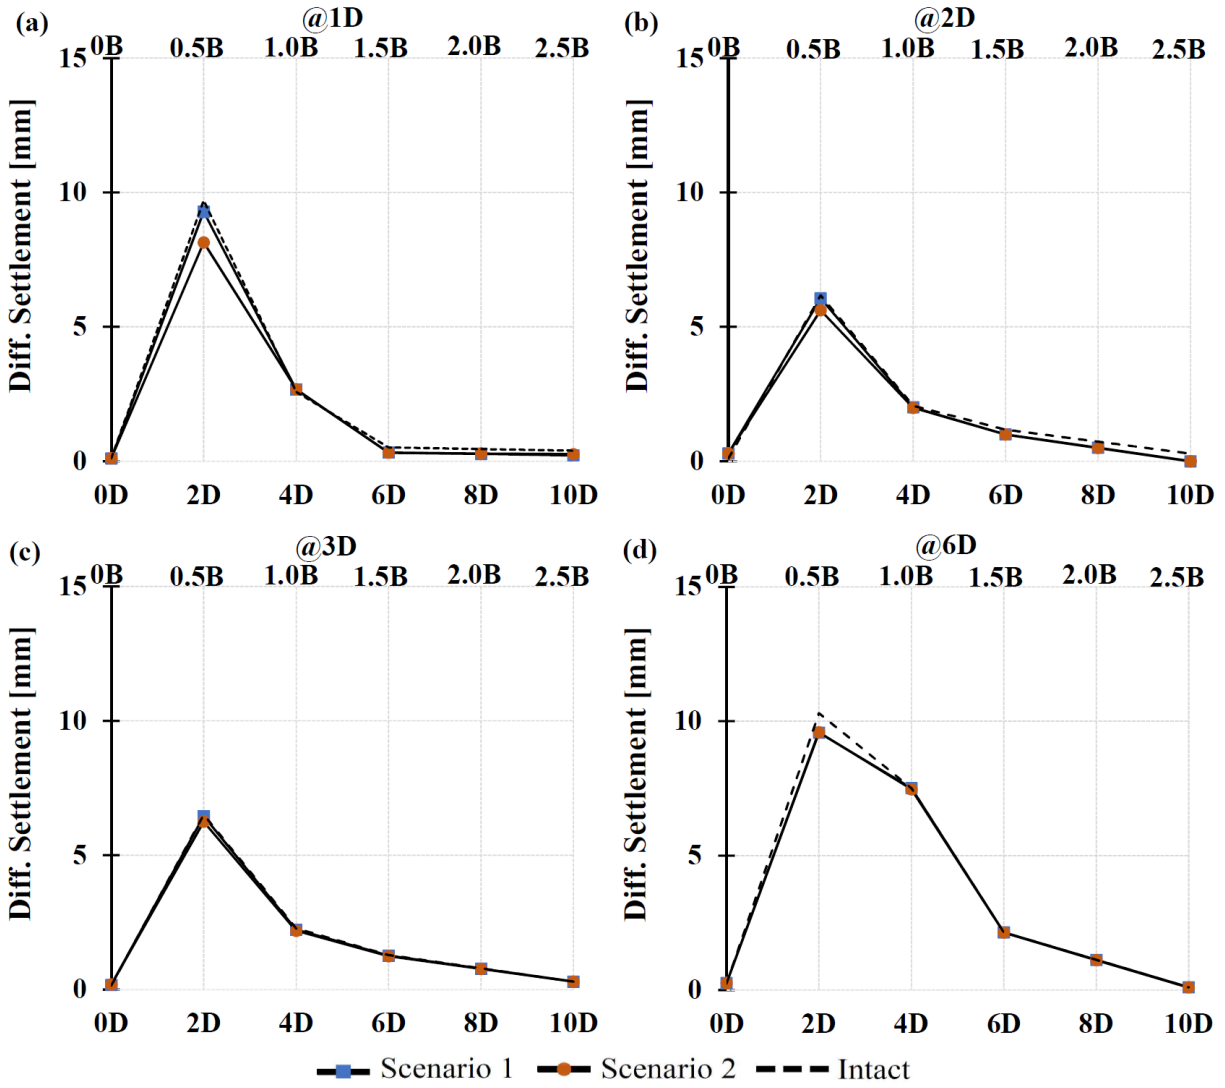 (a) @1D
0B 0.5B 1.0B 1.5B 2.0B 2.5B
15
10
5
0
Diff. Settlement [mm]
0D 2D 4D 6D 8D 10D
(b) @2D
0B 0.5B 1.0B 1.5B 2.0B 2.5B
15
10
5
0
Diff. Settlement [mm]
0D 2D 4D 6D 8D 10D
(c) @3D
0B 0.5B 1.0B 1.5B 2.0B 2.5B
15
10
5
0
Diff. Settlement [mm]
0D 2D 4D 6D 8D 10D
(d) @6D
0B 0.5B 1.0B 1.5B 2.0B 2.5B
15
10
5
0
Diff. Settlement [mm]
0D 2D 4D 6D 8D 10D
Scenario 1 Scenario 2 Intact